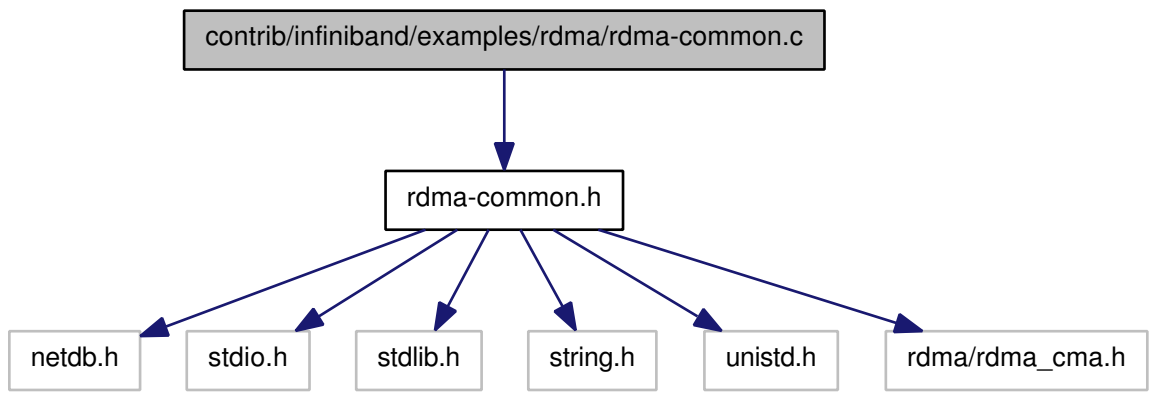 contrib/infiniband/examples/rdma/rdma-common.c
rdma-common.h
netdb.h
stdio.h
stdlib.h
string.h
unistd.h
rdma/rdma_cma.h